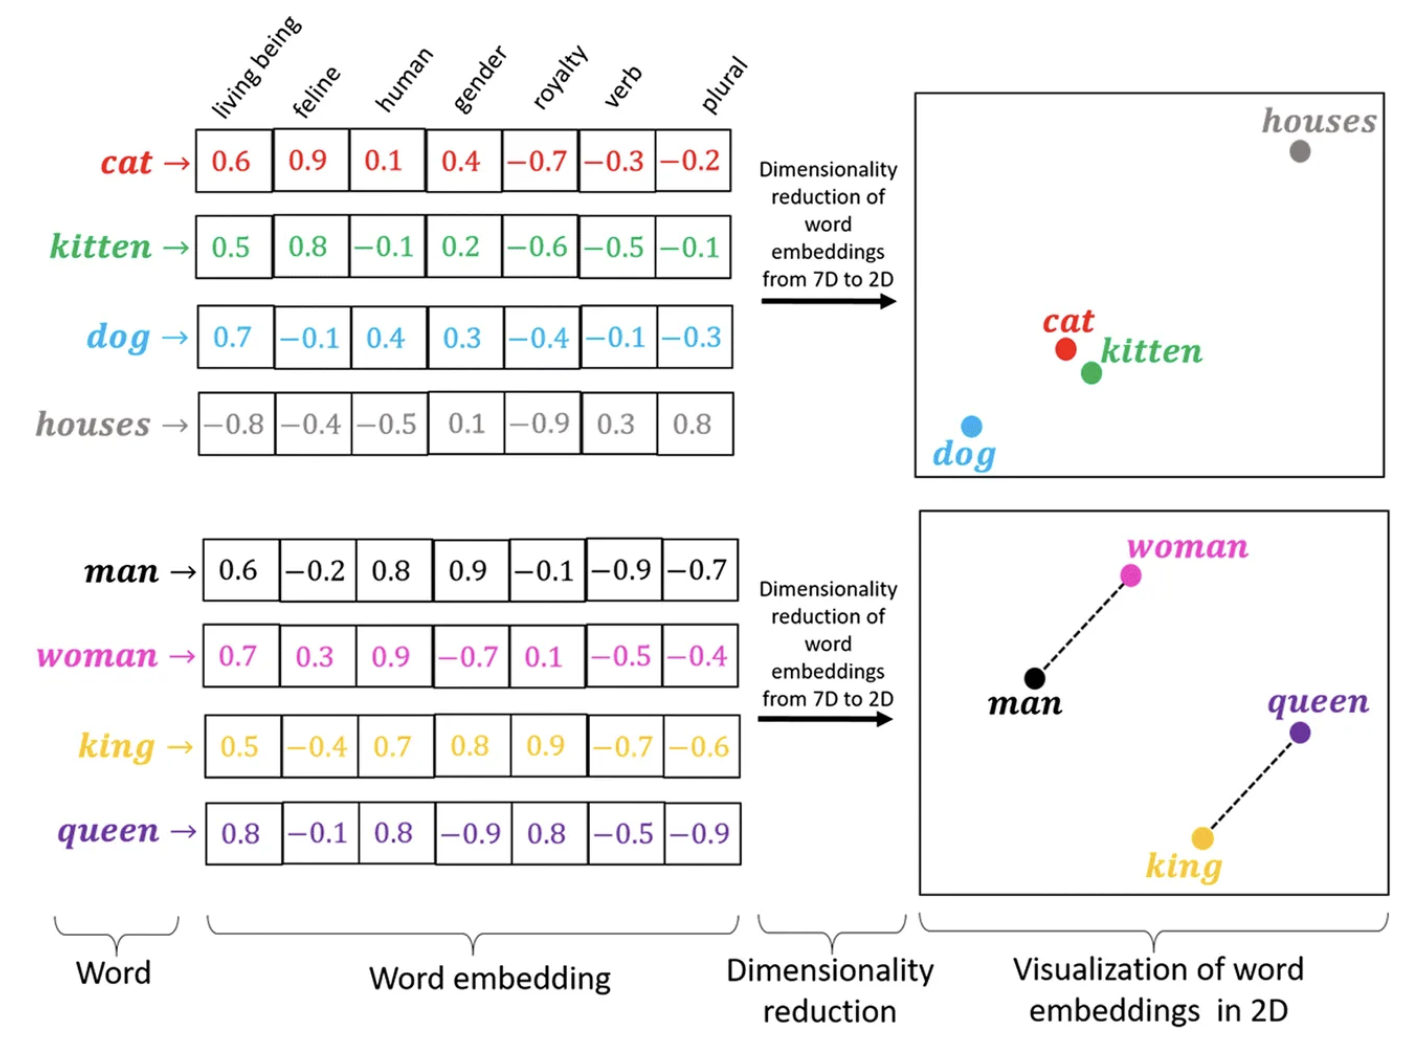 living being feline human gender royalty verb plural
cat → 0.6 0.9 0.1 0.4 −0.7 −0.3 −0.2
kitten → 0.5 0.8 −0.1 0.2 −0.6 −0.5 −0.1
dog → 0.7 −0.1 0.4 0.3 −0.4 −0.1 −0.3
houses → −0.8 −0.4 −0.5 0.1 −0.9 0.3 0.8
Dimensionality
reduction of
word
embeddings
from 7D to 2D
houses
cat
kitten
dog
man → 0.6 −0.2 0.8 0.9 −0.1 −0.9 −0.7
woman → 0.7 0.3 0.9 −0.7 0.1 −0.5 −0.4
king → 0.5 −0.4 0.7 0.8 0.9 −0.7 −0.6
queen → 0.8 −0.1 0.8 −0.9 0.8 −0.5 −0.9
Dimensionality
reduction of
word
embeddings
from 7D to 2D
woman
man
queen
king
Word
Word embedding
Dimensionality
reduction
Visualization of word
embeddings in 2D